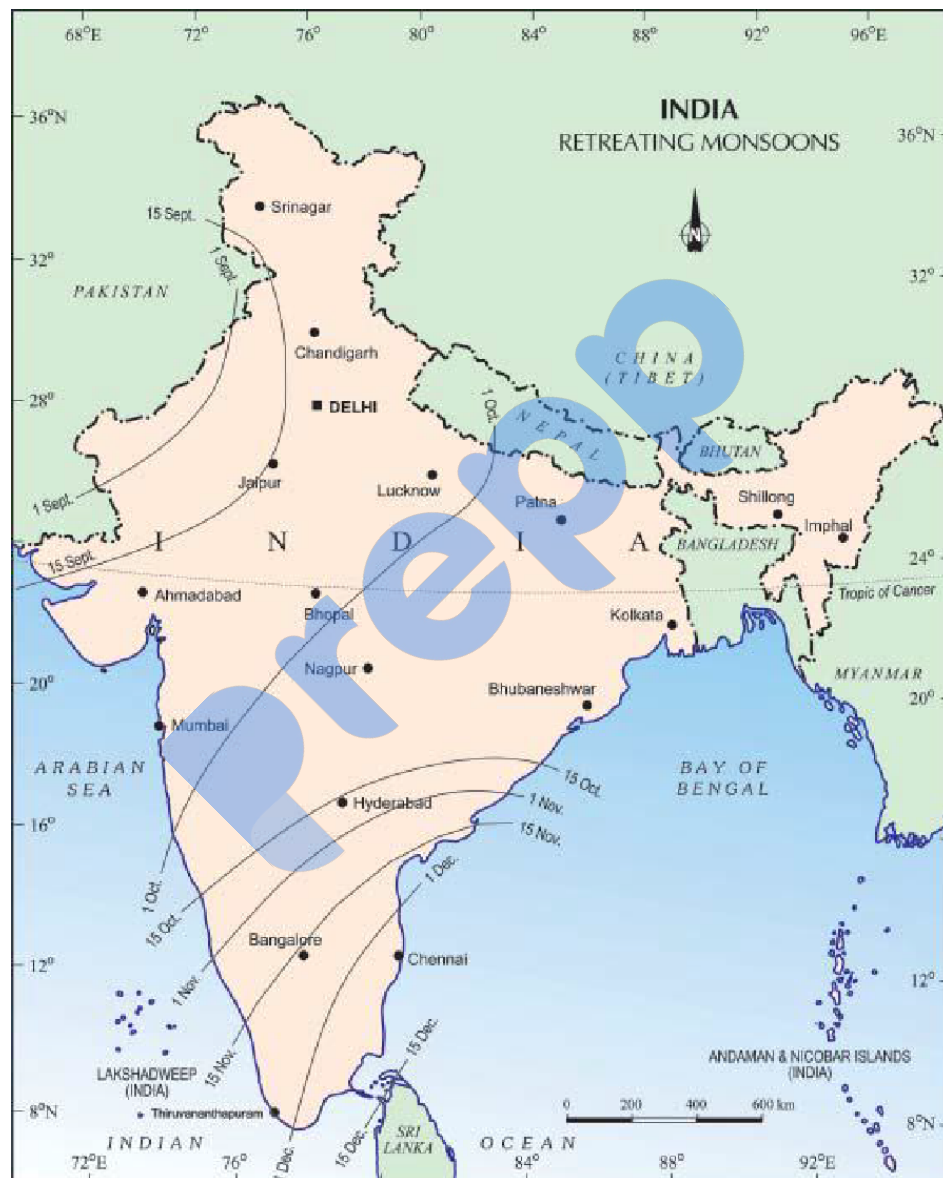 68°E
72°
76°
80°
84°
88°
92°
96°E
INDIA
RETREATING MONSOONS
36°N
36°N
N
Srinagar
15 Sept.
1 Sept.
32°
32°
PAKISTAN
Chandigarh
CHINA
(TIBET)
28°
28°
DELHI
1 Oct.
NEPAL
BHUTAN
Jaipur
Lucknow
Patna
Shillong
1 Sept.
Imphal
INDIA
BANGLADESH
15 Sept.
24°
Ahmadabad
Bhopal
Kolkata
Tropic of Cancer
Nagpur
MYANMAR
20°
20°
Bhubaneshwar
Mumbai
ARABIAN
SEA
BAY OF
BENGAL
15 Oct.
Hyderabad
1 Nov.
16°
16°
15 Nov.
1 Dec.
1 Oct.
15 Oct.
Bangalore
Chennai
12°
12°
1 Nov.
15 Nov.
15 Dec.
LAKSHADWEEP
(INDIA)
ANDAMAN & NICOBAR ISLANDS
(INDIA)
8°N
Thiruvananthapuram
0 200 400 600 km
8°N
INDIAN
1 Dec.
15 Dec.
SRI
LANKA
OCEAN
72°E
76°
84°
88°
92°E
prepp